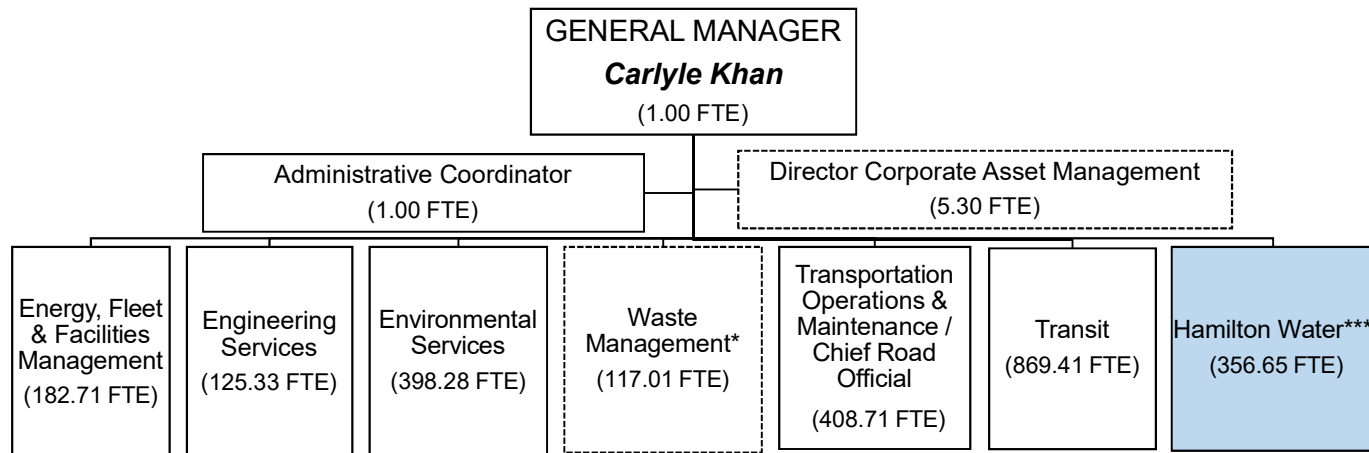 GENERAL MANAGER
Carlyle Khan
(1.00 FTE)
Administrative Coordinator
(1.00 FTE)
Director Corporate Asset Management
(5.30 FTE)
Energy, Fleet
& Facilities
Management
(182.71 FTE)
Engineering
Services
(125.33 FTE)
Environmental
Services
(398.28 FTE)
Waste
Management*
(117.01 FTE)
Transportation
Operations &
Maintenance /
Chief Road
Official
(408.71 FTE)
Transit
(869.41 FTE)
Hamilton Water***
(356.65 FTE)